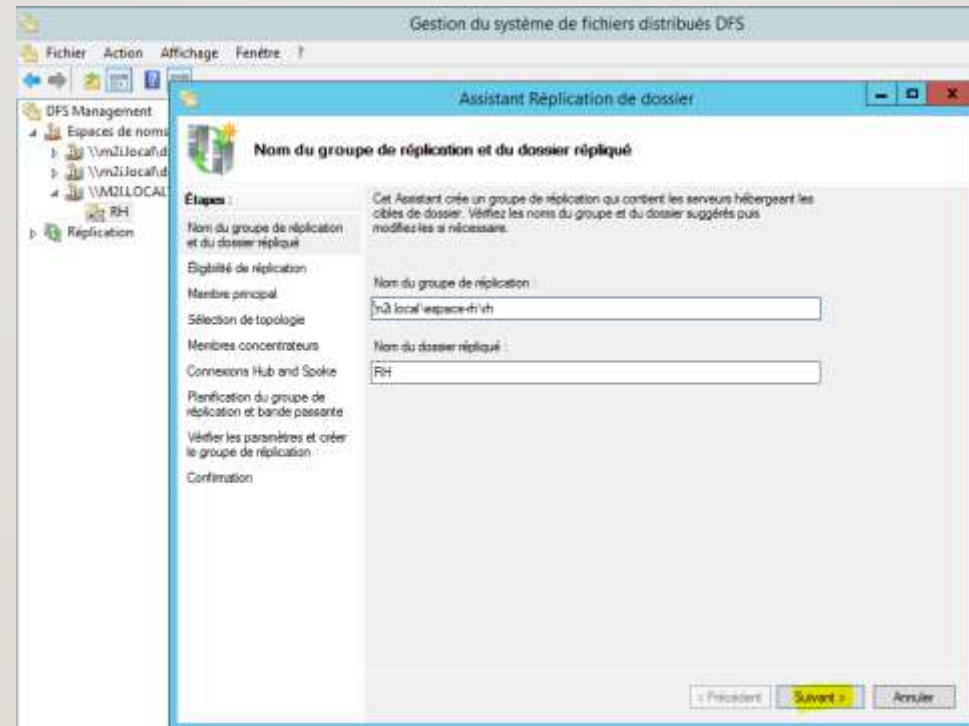 Gestion du système de fichiers distribués DFS
Fichier Action Affichage Fenêtre ?
DFS Management
Espaces de noms
\\m2i.local\d
\\m2i.local\d
\\M2I.LOCAL
RH
Réplication
Assistant Réplication de dossier
Nom du groupe de réplication et du dossier répliqué
Étapes :
Nom du groupe de réplication
et du dossier répliqué
Éligibilité de réplication
Membre principal
Sélection de topologie
Membres concentrateurs
Connexions Hub and Spoke
Planification du groupe de
réplication et bande passante
Vérifier les paramètres et créer
le groupe de réplication
Confirmation
Cet Assistant crée un groupe de réplication qui contient les serveurs hébergeant les
cibles de dossier. Vérifiez les noms du groupe et du dossier suggérés puis
modifiez-les si nécessaire.
Nom du groupe de réplication :
m2i.local\espace-rh\rh
Nom du dossier répliqué :
RH
< Précédent
Suivant >
Annuler